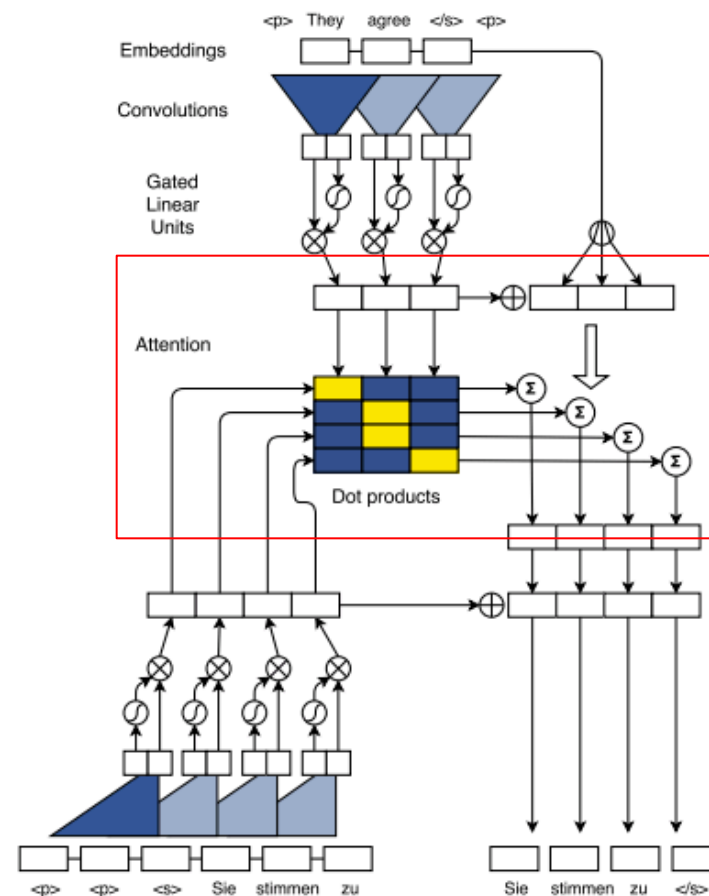 <p> They agree </s> <p>
Embeddings
Convolutions
Gated
Linear
Units
Attention
Σ
Σ
Σ
Σ
Dot products
<p> <p> <s> Sie stimmen zu
Sie stimmen zu </s>